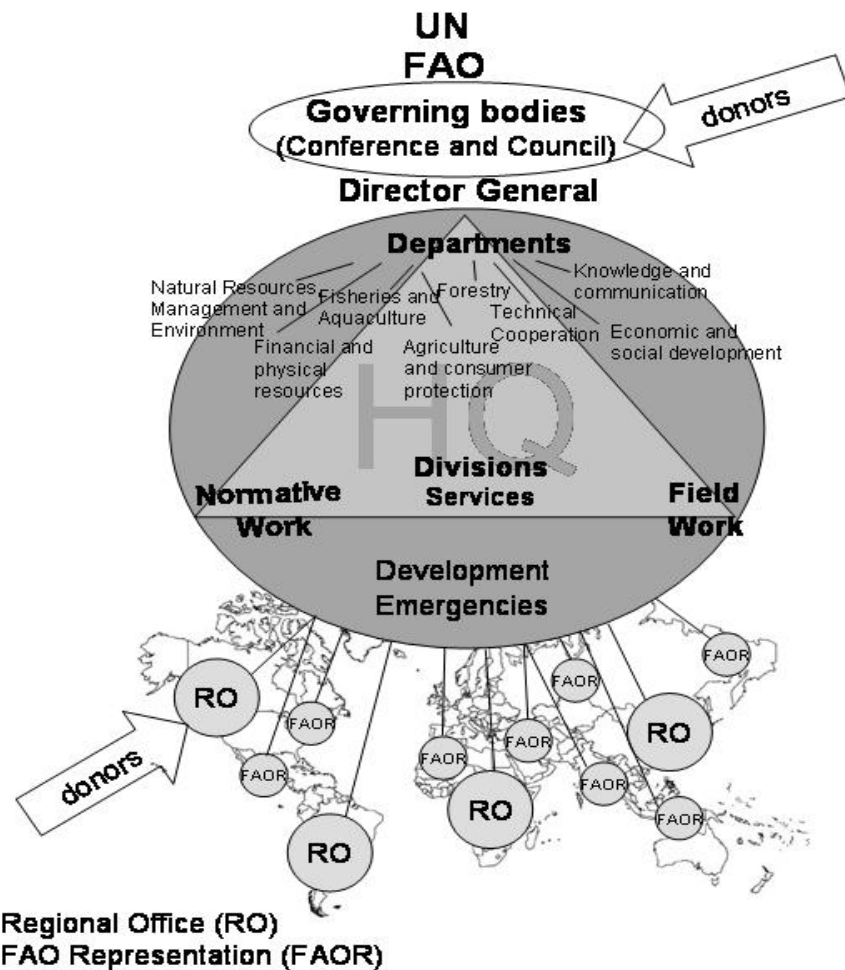 UN
FAO
Governing bodies
(Conference and Council)
donors
Director General
Departments
Natural Resources,
Management and
Environment
Fisheries and
Aquaculture
Forestry
Knowledge and
communication
Technical
Cooperation
Economic and
social development
Financial and
physical
resources
Agriculture
and consumer
protection
HQ
Divisions
Services
Normative
Work
Field
Work
Development
Emergencies
RO
FAOR
FAOR
RO
FAOR
RO
FAOR
FAOR
FAOR
FAOR
RO
FAOR
FAOR
donors
Regional Office (RO)
FAO Representation (FAOR)